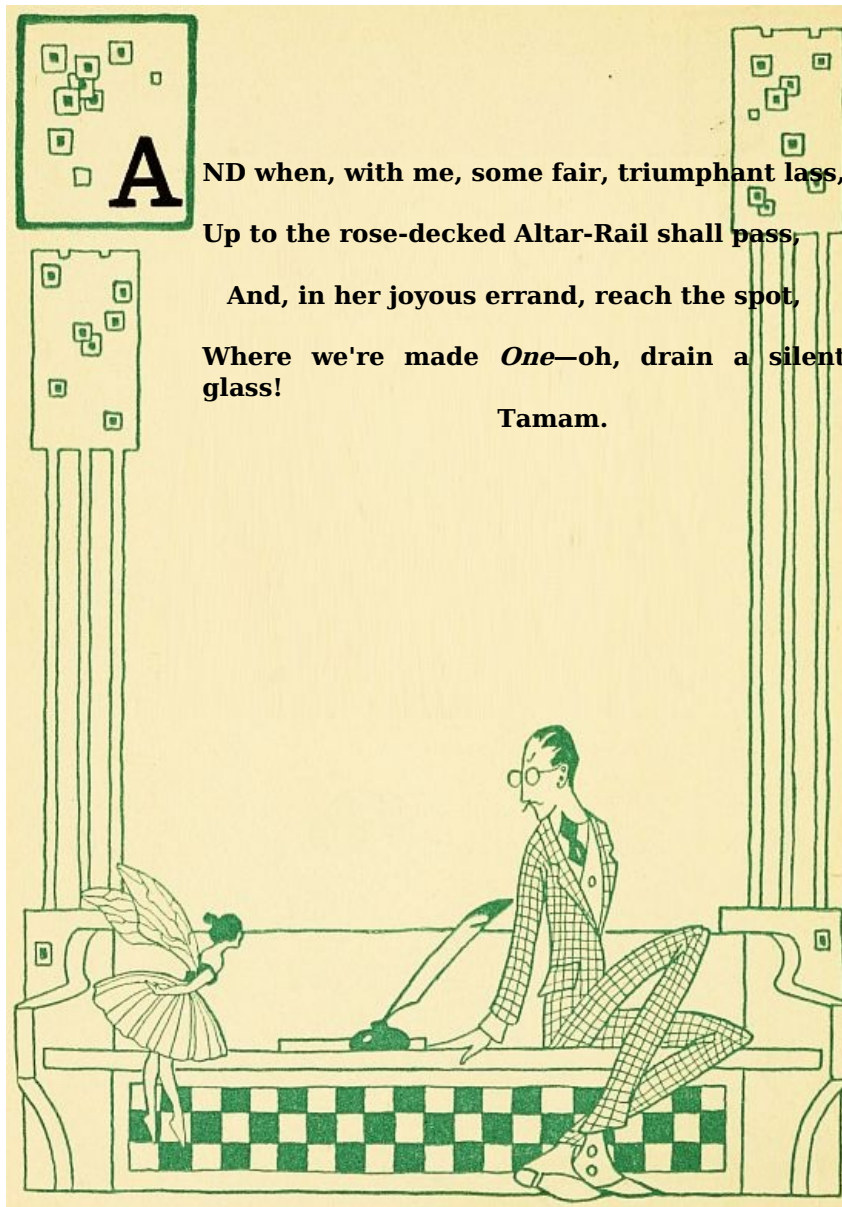 AND when, with me, some fair, triumphant lass,
Up to the rose-decked Altar-Rail shall pass,
And, in her joyous errand, reach the spot,
Where we're made One—oh, drain a silent
glass!
Tamam.